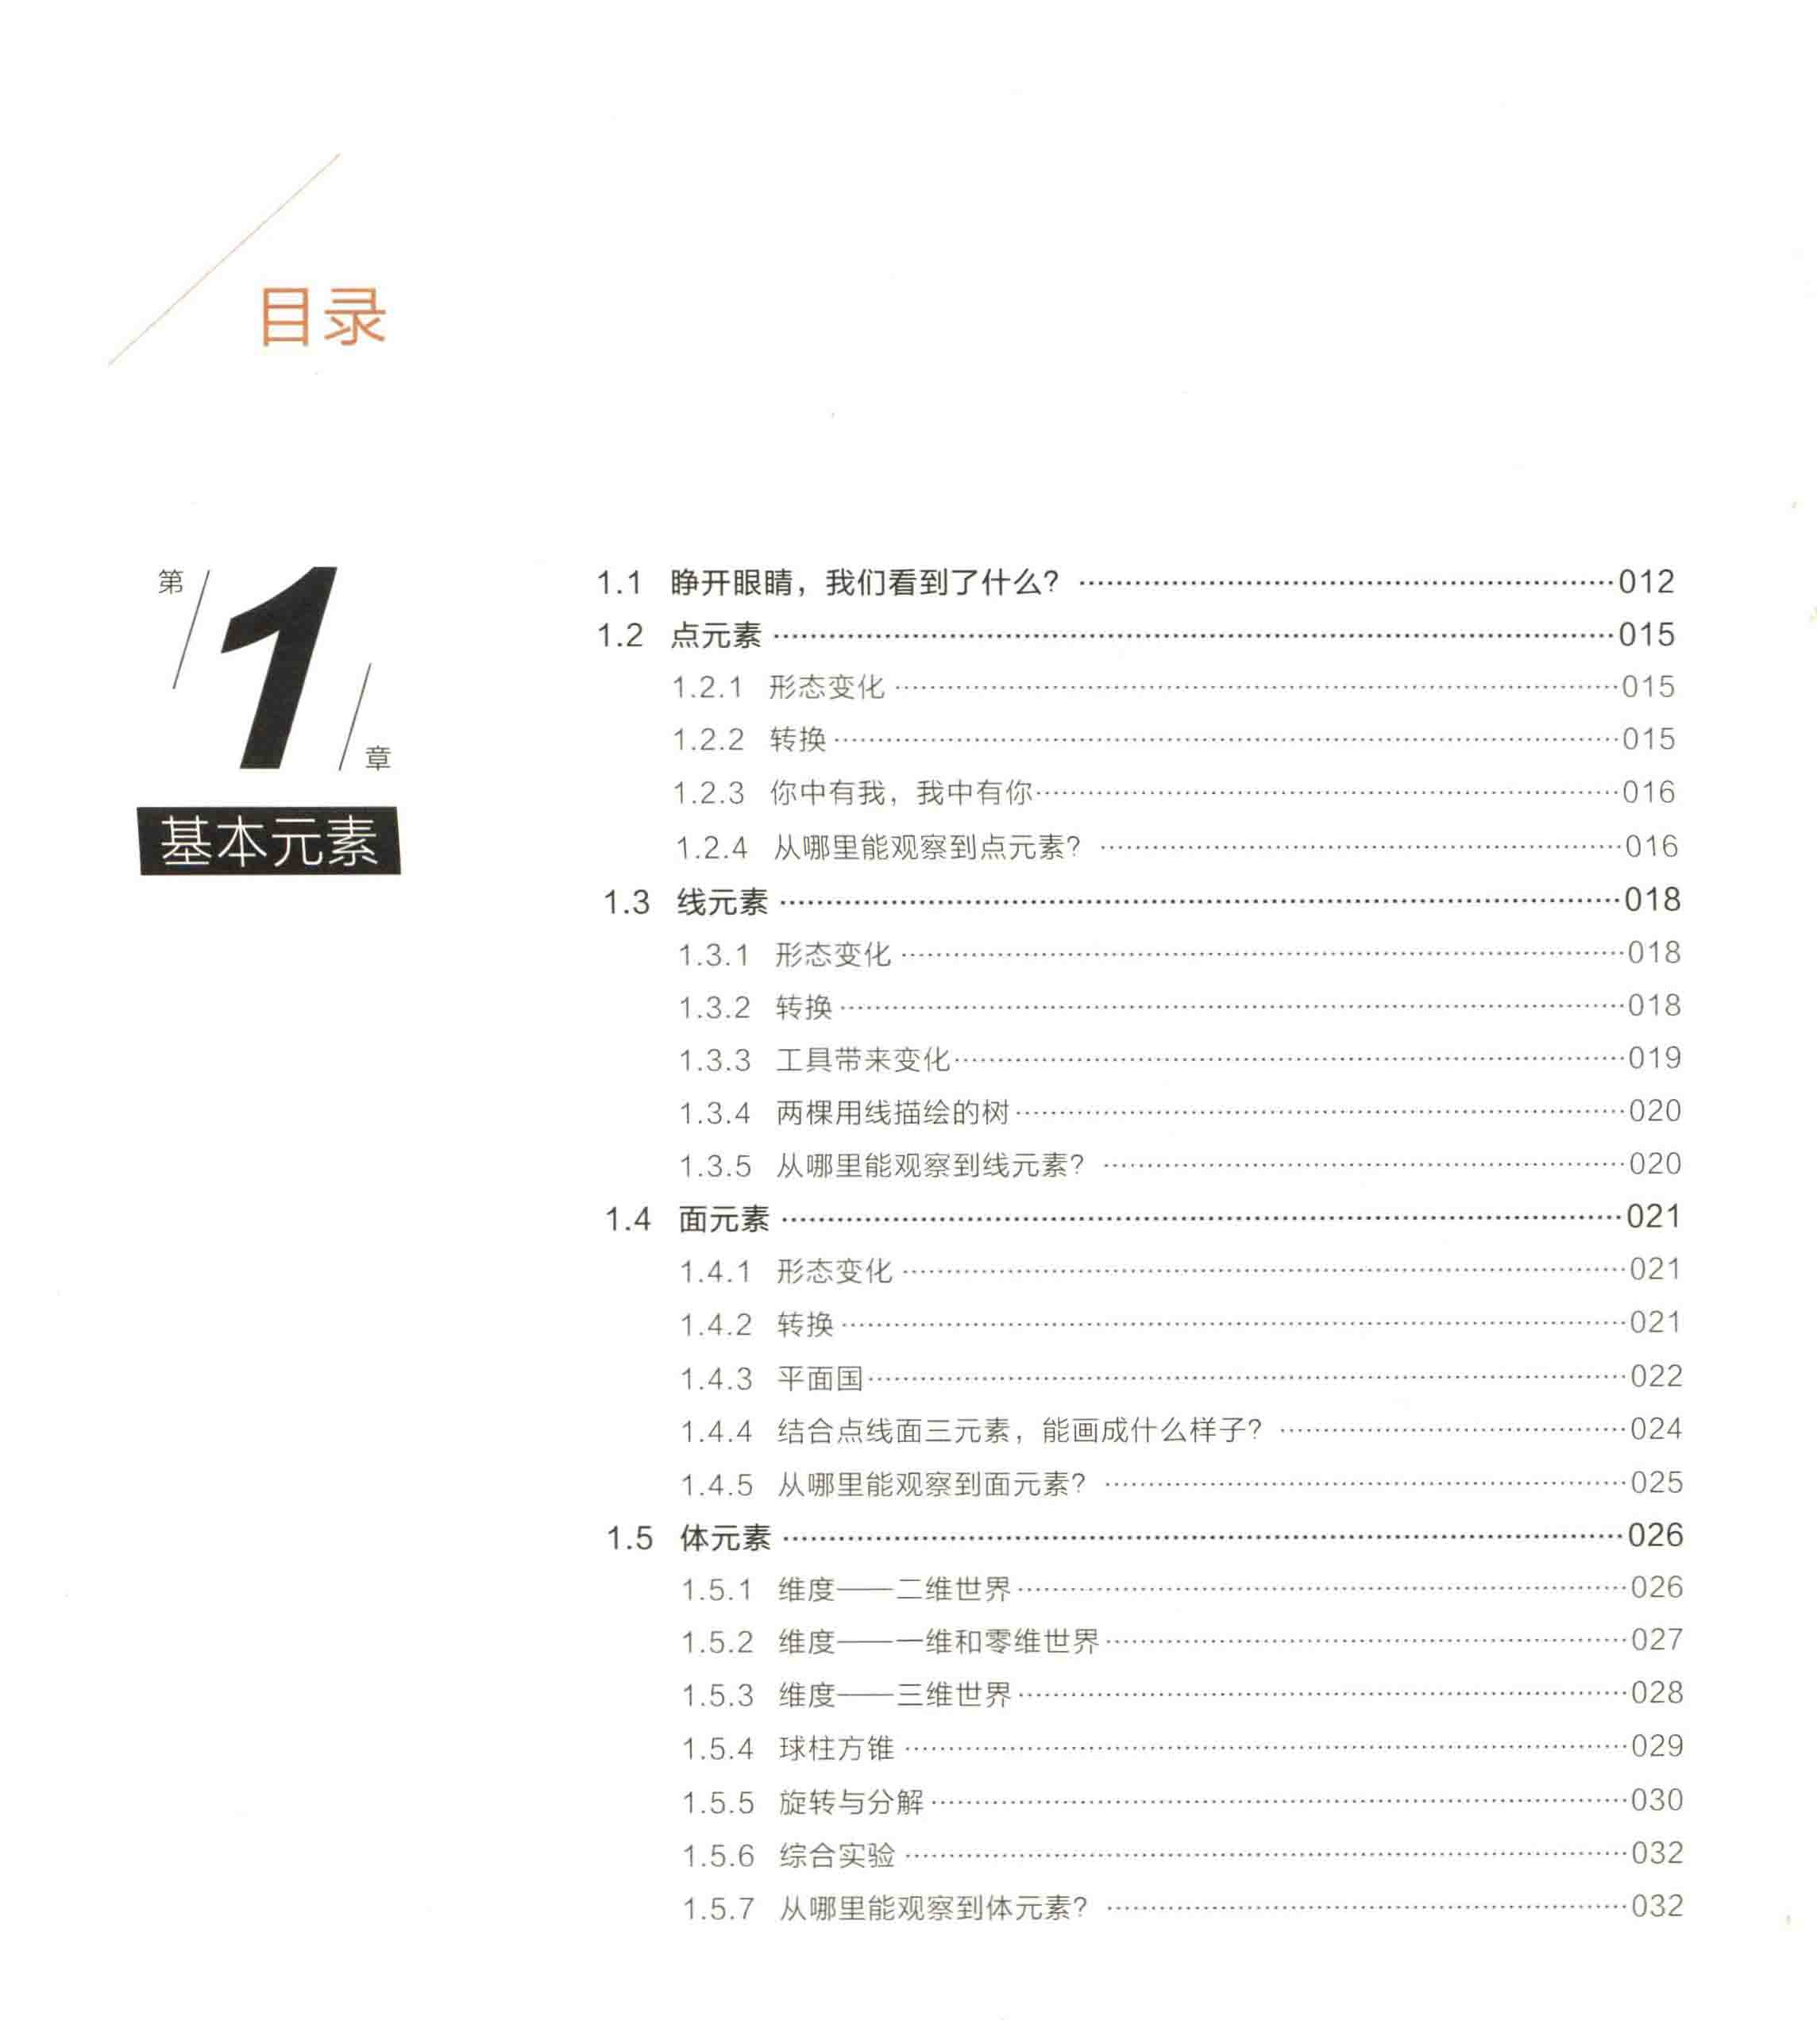 目录
第1章
基本元素
1.1 睁开眼睛，我们看到了什么？ 012
1.2 点元素 015
1.2.1 形态变化 015
1.2.2 转换 015
1.2.3 你中有我，我中有你 016
1.2.4 从哪里能观察到点元素？ 016
1.3 线元素 018
1.3.1 形态变化 018
1.3.2 转换 018
1.3.3 工具带来变化 019
1.3.4 两棵用线描绘的树 020
1.3.5 从哪里能观察到线元素？ 020
1.4 面元素 021
1.4.1 形态变化 021
1.4.2 转换 021
1.4.3 平面国 022
1.4.4 结合点线面三元素，能画成什么样子？ 024
1.4.5 从哪里能观察到面元素？ 025
1.5 体元素 026
1.5.1 维度——二维世界 026
1.5.2 维度——一维和零维世界 027
1.5.3 维度——三维世界 028
1.5.4 球柱方锥 029
1.5.5 旋转与分解 030
1.5.6 综合实验 032
1.5.7 从哪里能观察到体元素？ 032